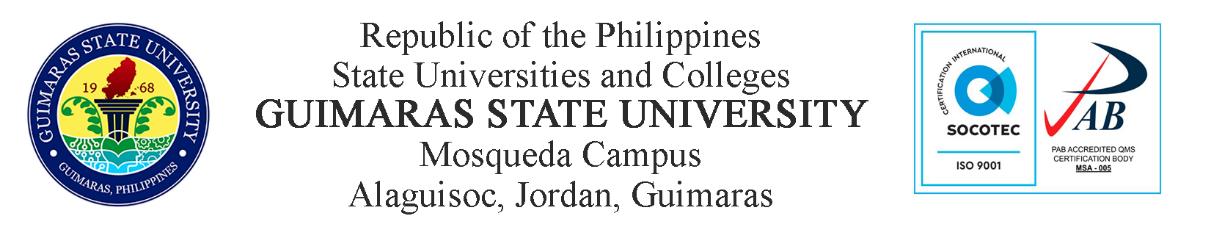 GUIMARAS STATE UNIVERSITY
19 68
GUIMARAS, PHILIPPINES
Republic of the Philippines
State Universities and Colleges
GUIMARAS STATE UNIVERSITY
Mosqueda Campus
Alaguisoc, Jordan, Guimaras
CERTIFICATION INTERNATIONAL
SOCOTEC
ISO 9001
PAB
PAB ACCREDITED QMS
CERTIFICATION BODY
MSA - 005